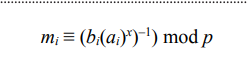 mᵢ ≡ (bᵢ(aᵢ)ˣ)⁻¹) mod p